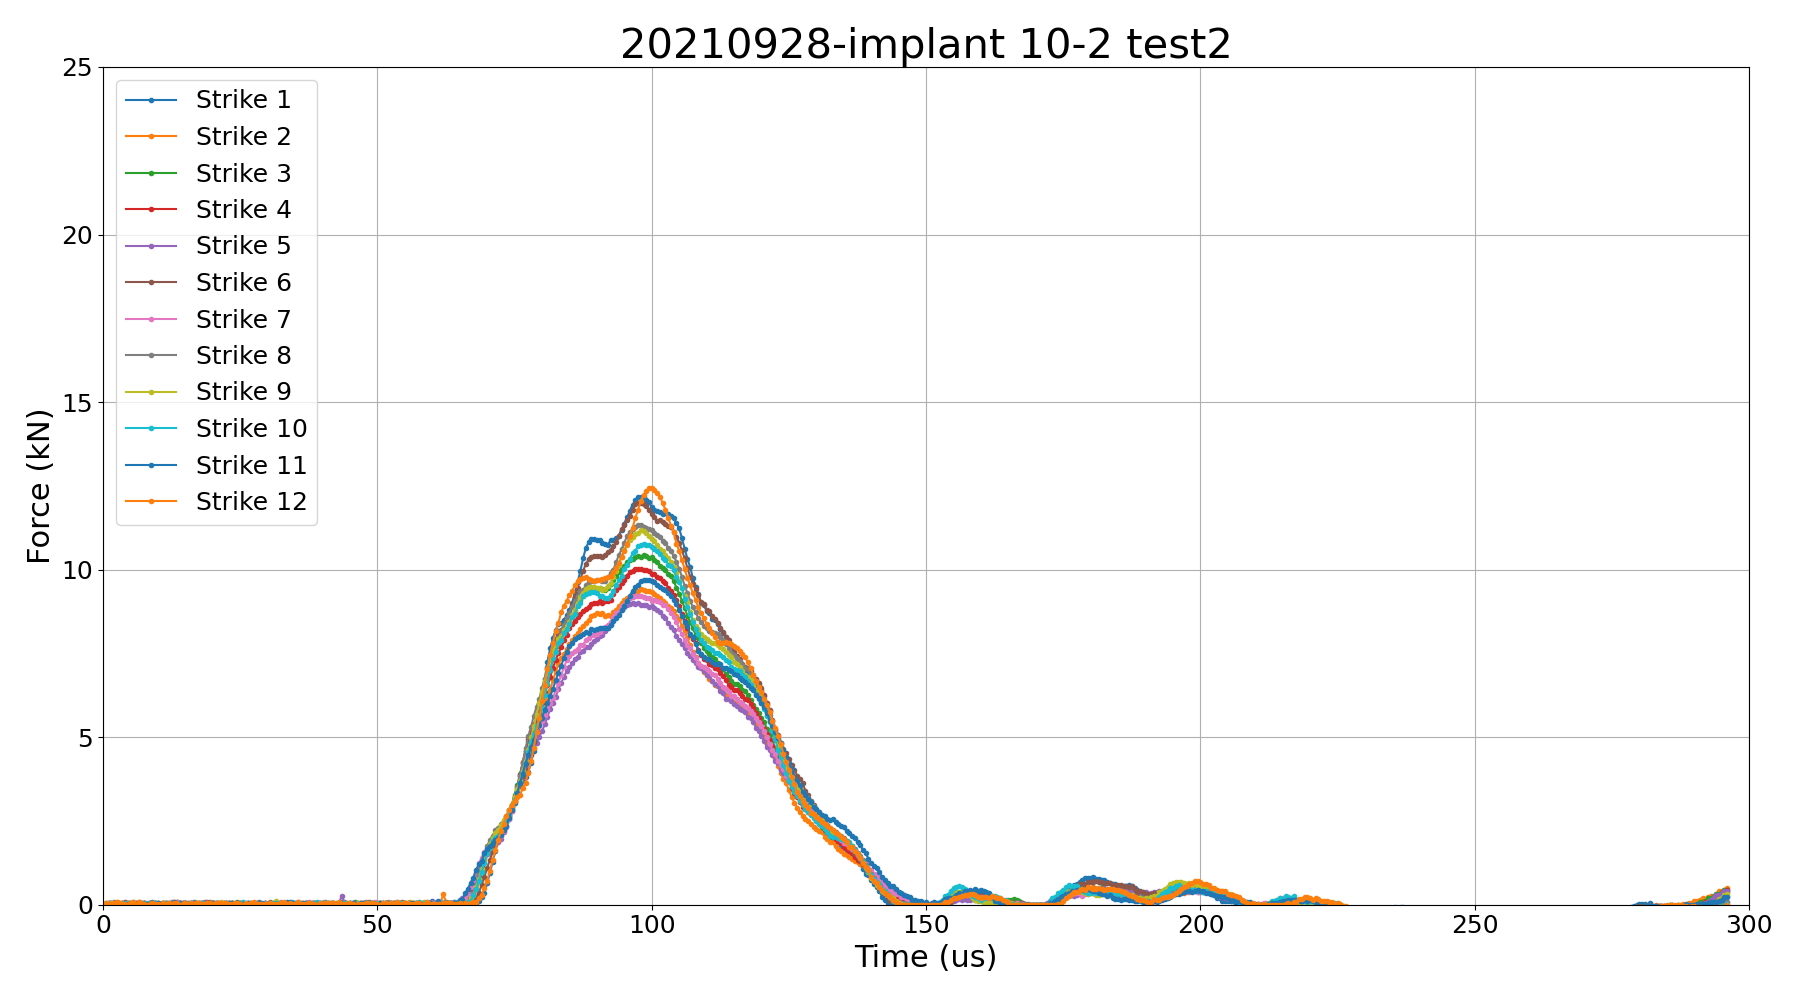 20210928-implant 10-2 test2
25
20
15
10
5
0
Force (kN)
Strike 1
Strike 2
Strike 3
Strike 4
Strike 5
Strike 6
Strike 7
Strike 8
Strike 9
Strike 10
Strike 11
Strike 12
0 50 100 150 200 250 300
Time (us)